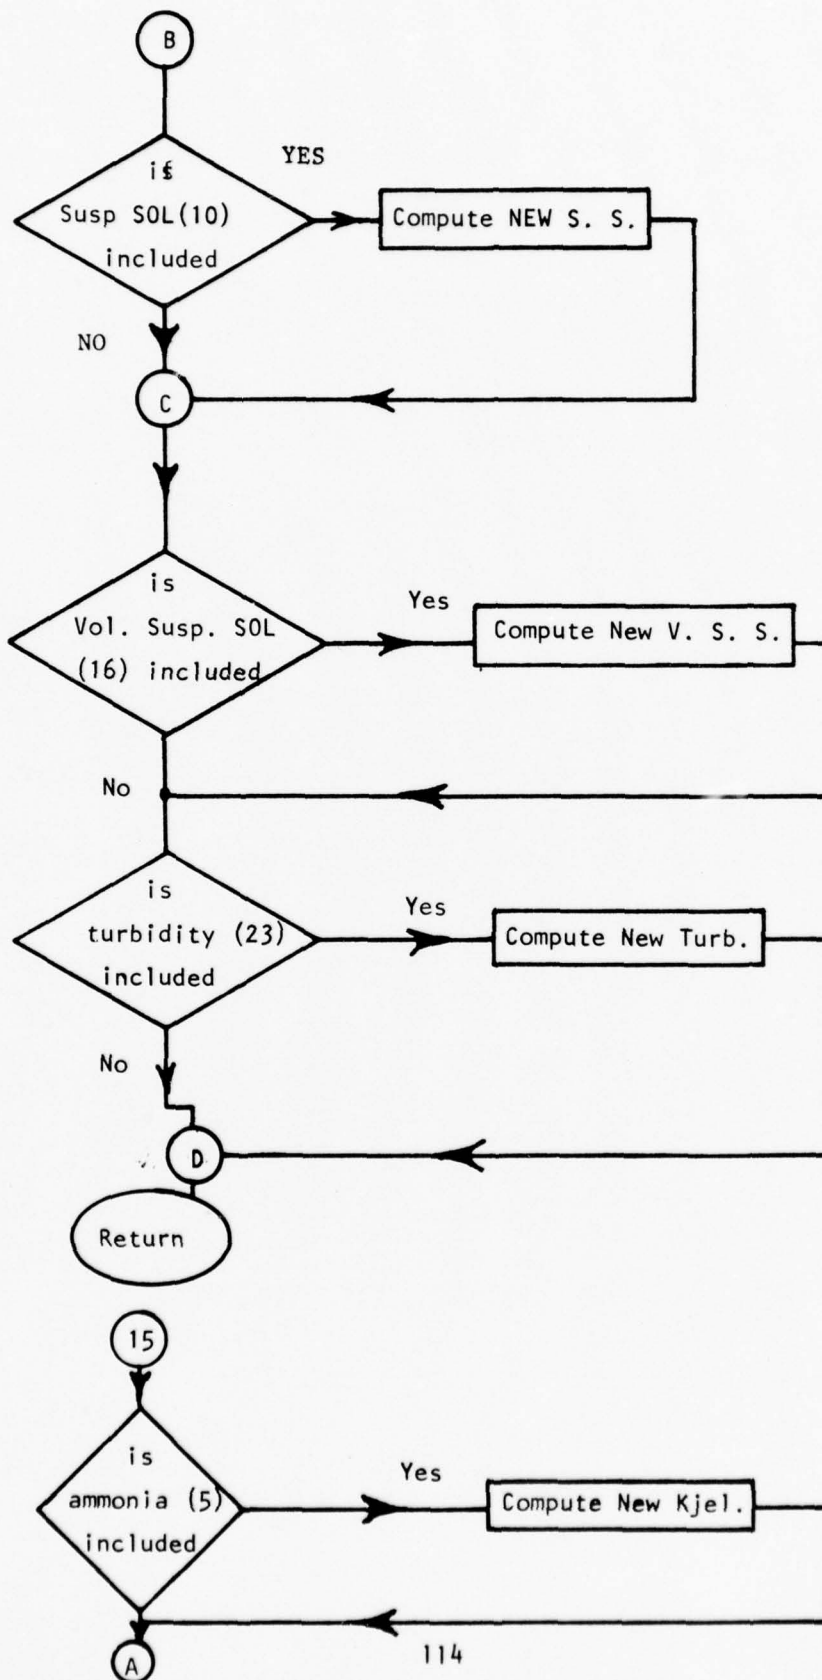 B
is
Susp SOL(10)
included
YES
Compute NEW S. S.
NO
C
is
Vol. Susp. SOL
(16) included
Yes
Compute New V. S. S.
No
is
turbidity (23)
included
Yes
Compute New Turb.
No
D
Return
15
is
ammonia (5)
included
Yes
Compute New Kjel.
A
114